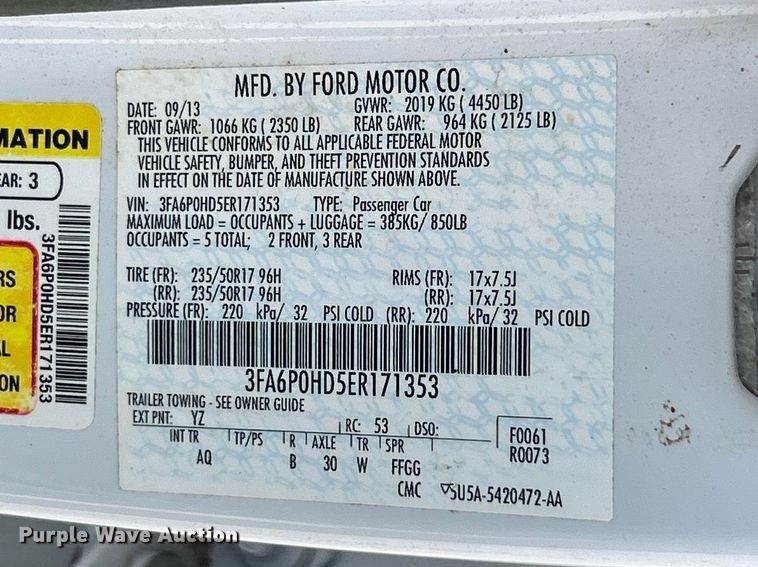 MFD. BY FORD MOTOR CO.
DATE: 09/13 GVWR: 2019 KG ( 4450 LB)
FRONT GAWR: 1066 KG ( 2350 LB) REAR GAWR: 964 KG ( 2125 LB)
THIS VEHICLE CONFORMS TO ALL APPLICABLE FEDERAL MOTOR
VEHICLE SAFETY, BUMPER, AND THEFT PREVENTION STANDARDS
IN EFFECT ON THE DATE OF MANUFACTURE SHOWN ABOVE.
VIN: 3FA6P0HD5ER171353 TYPE: Passenger Car
MAXIMUM LOAD = OCCUPANTS + LUGGAGE = 385KG/ 850LB
OCCUPANTS = 5 TOTAL; 2 FRONT, 3 REAR
TIRE (FR): 235/50R17 96H RIMS (FR): 17x7.5J
(RR): 235/50R17 96H (RR): 17x7.5J
PRESSURE (FR): 220 kPa/ 32 PSI COLD (RR): 220 kPa/ 32 PSI COLD
3FA6P0HD5ER171353
TRAILER TOWING - SEE OWNER GUIDE
EXT PNT: YZ RC: 53 DSO: F0061
INT TR TP/PS R AXLE TR SPR R0073
AQ B 30 W FFGG
CMC 5U5A-5420472-AA
MATION
EAR: 3
lbs.
RS
OR
AL
ON
3FA6P0HD5ER171353
Purple Wave Auction